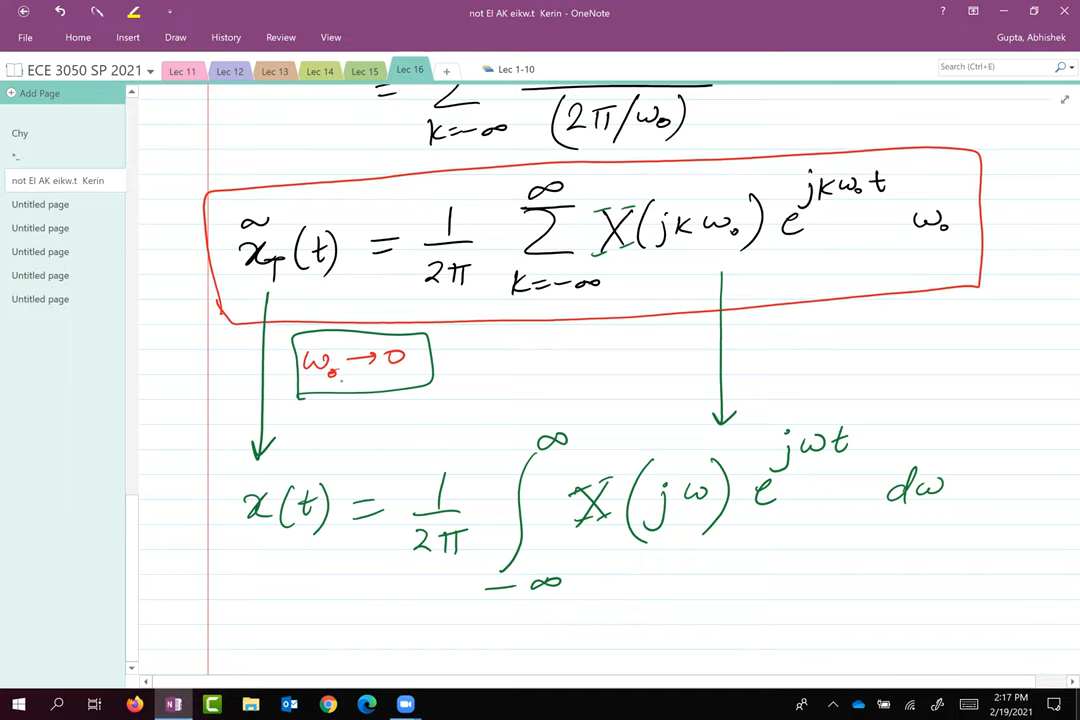 not EI AK eikw.t Kerin - OneNote
File Home Insert Draw History Review View
Gupta, Abhishek
ECE 3050 SP 2021
Lec 11 Lec 12 Lec 13 Lec 14 Lec 15 Lec 16 + Lec 1-10
Search (Ctrl+E)
Add Page
Chy
*-.
not EI AK eikw.t Kerin
Untitled page
Untitled page
Untitled page
Untitled page
Untitled page
= Σ
k=-∞ (2π/ω₀)
x̃_T(t) = 1/2π ∞ Σ k=-∞ X(jkω₀) e^{jkω₀t} ω₀
ω₀ → 0
x(t) = 1/2π ∫_{-∞}^{∞} X(jω) e^{jωt} dω
2:17 PM
2/19/2021